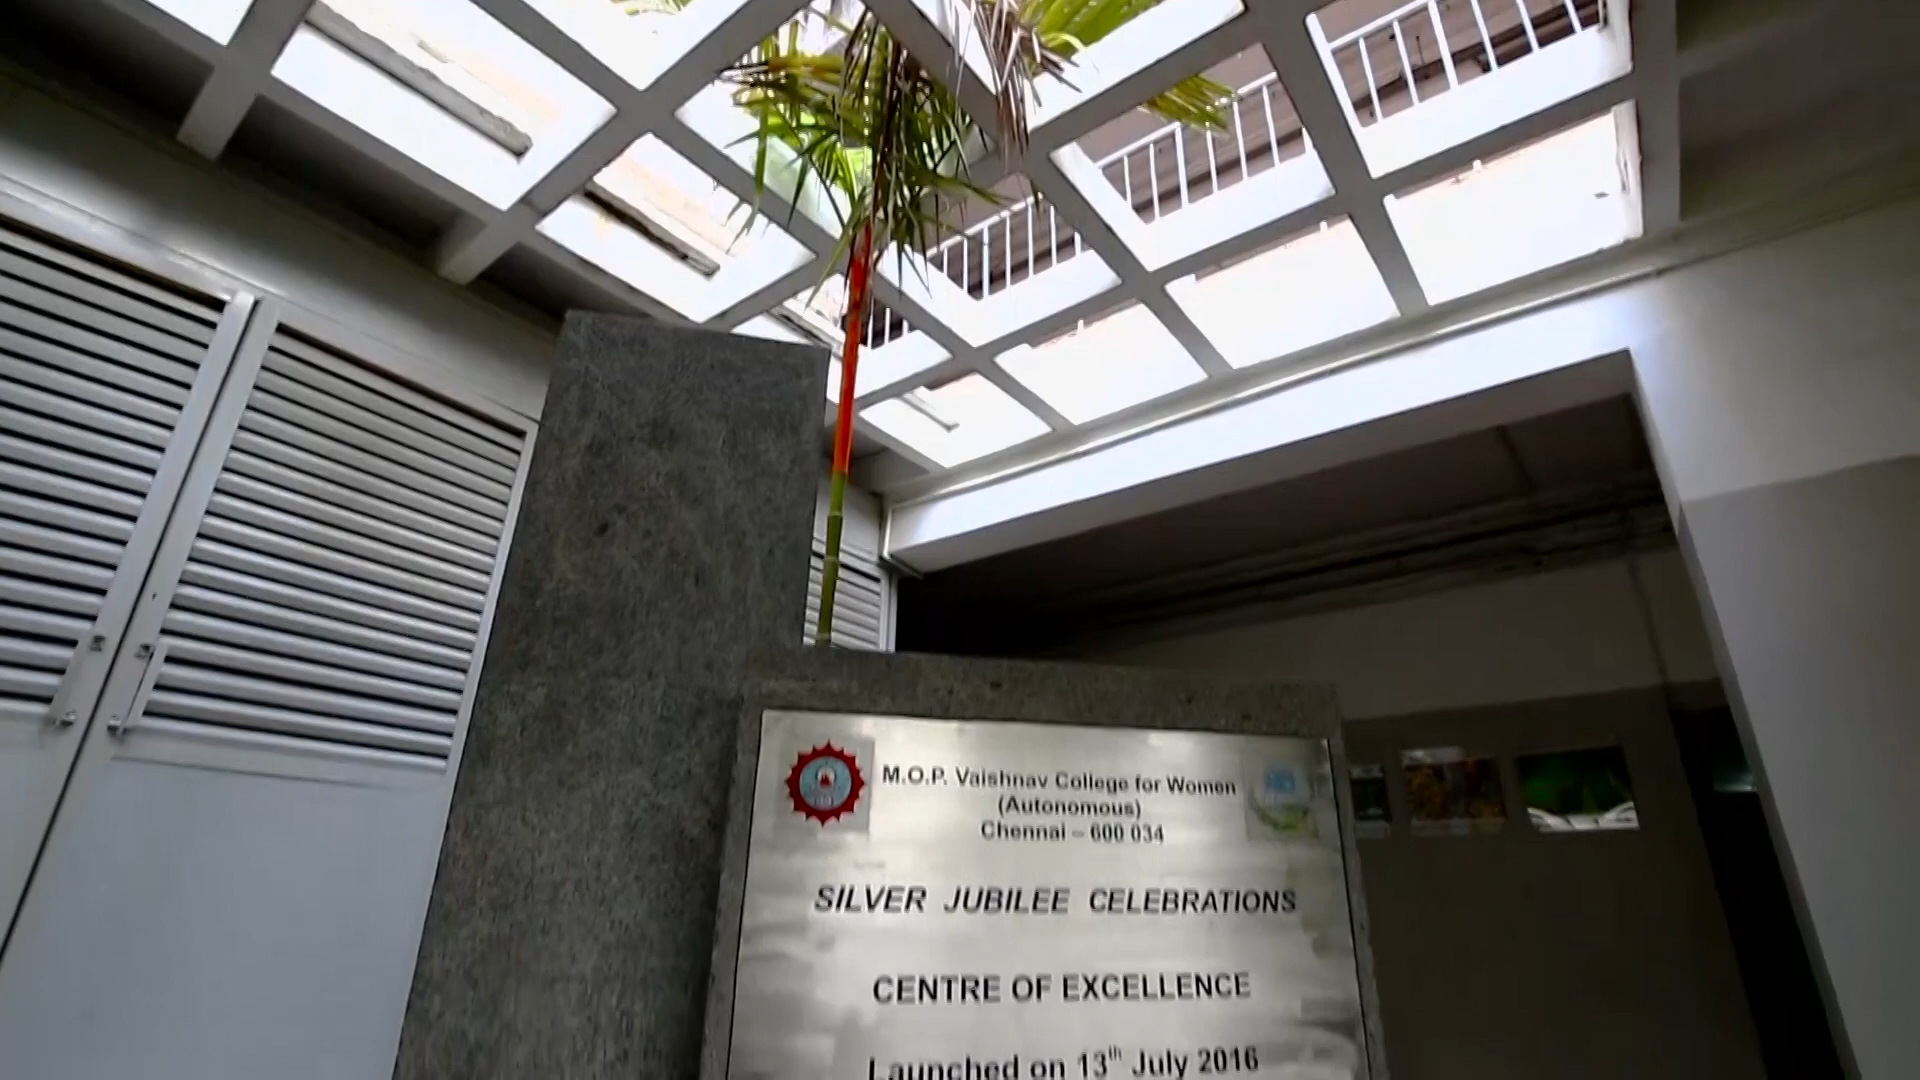 M.O.P. Vaishnav College for Women
(Autonomous)
Chennai – 600 034
SILVER JUBILEE CELEBRATIONS
CENTRE OF EXCELLENCE
Launched on 13th July 2016